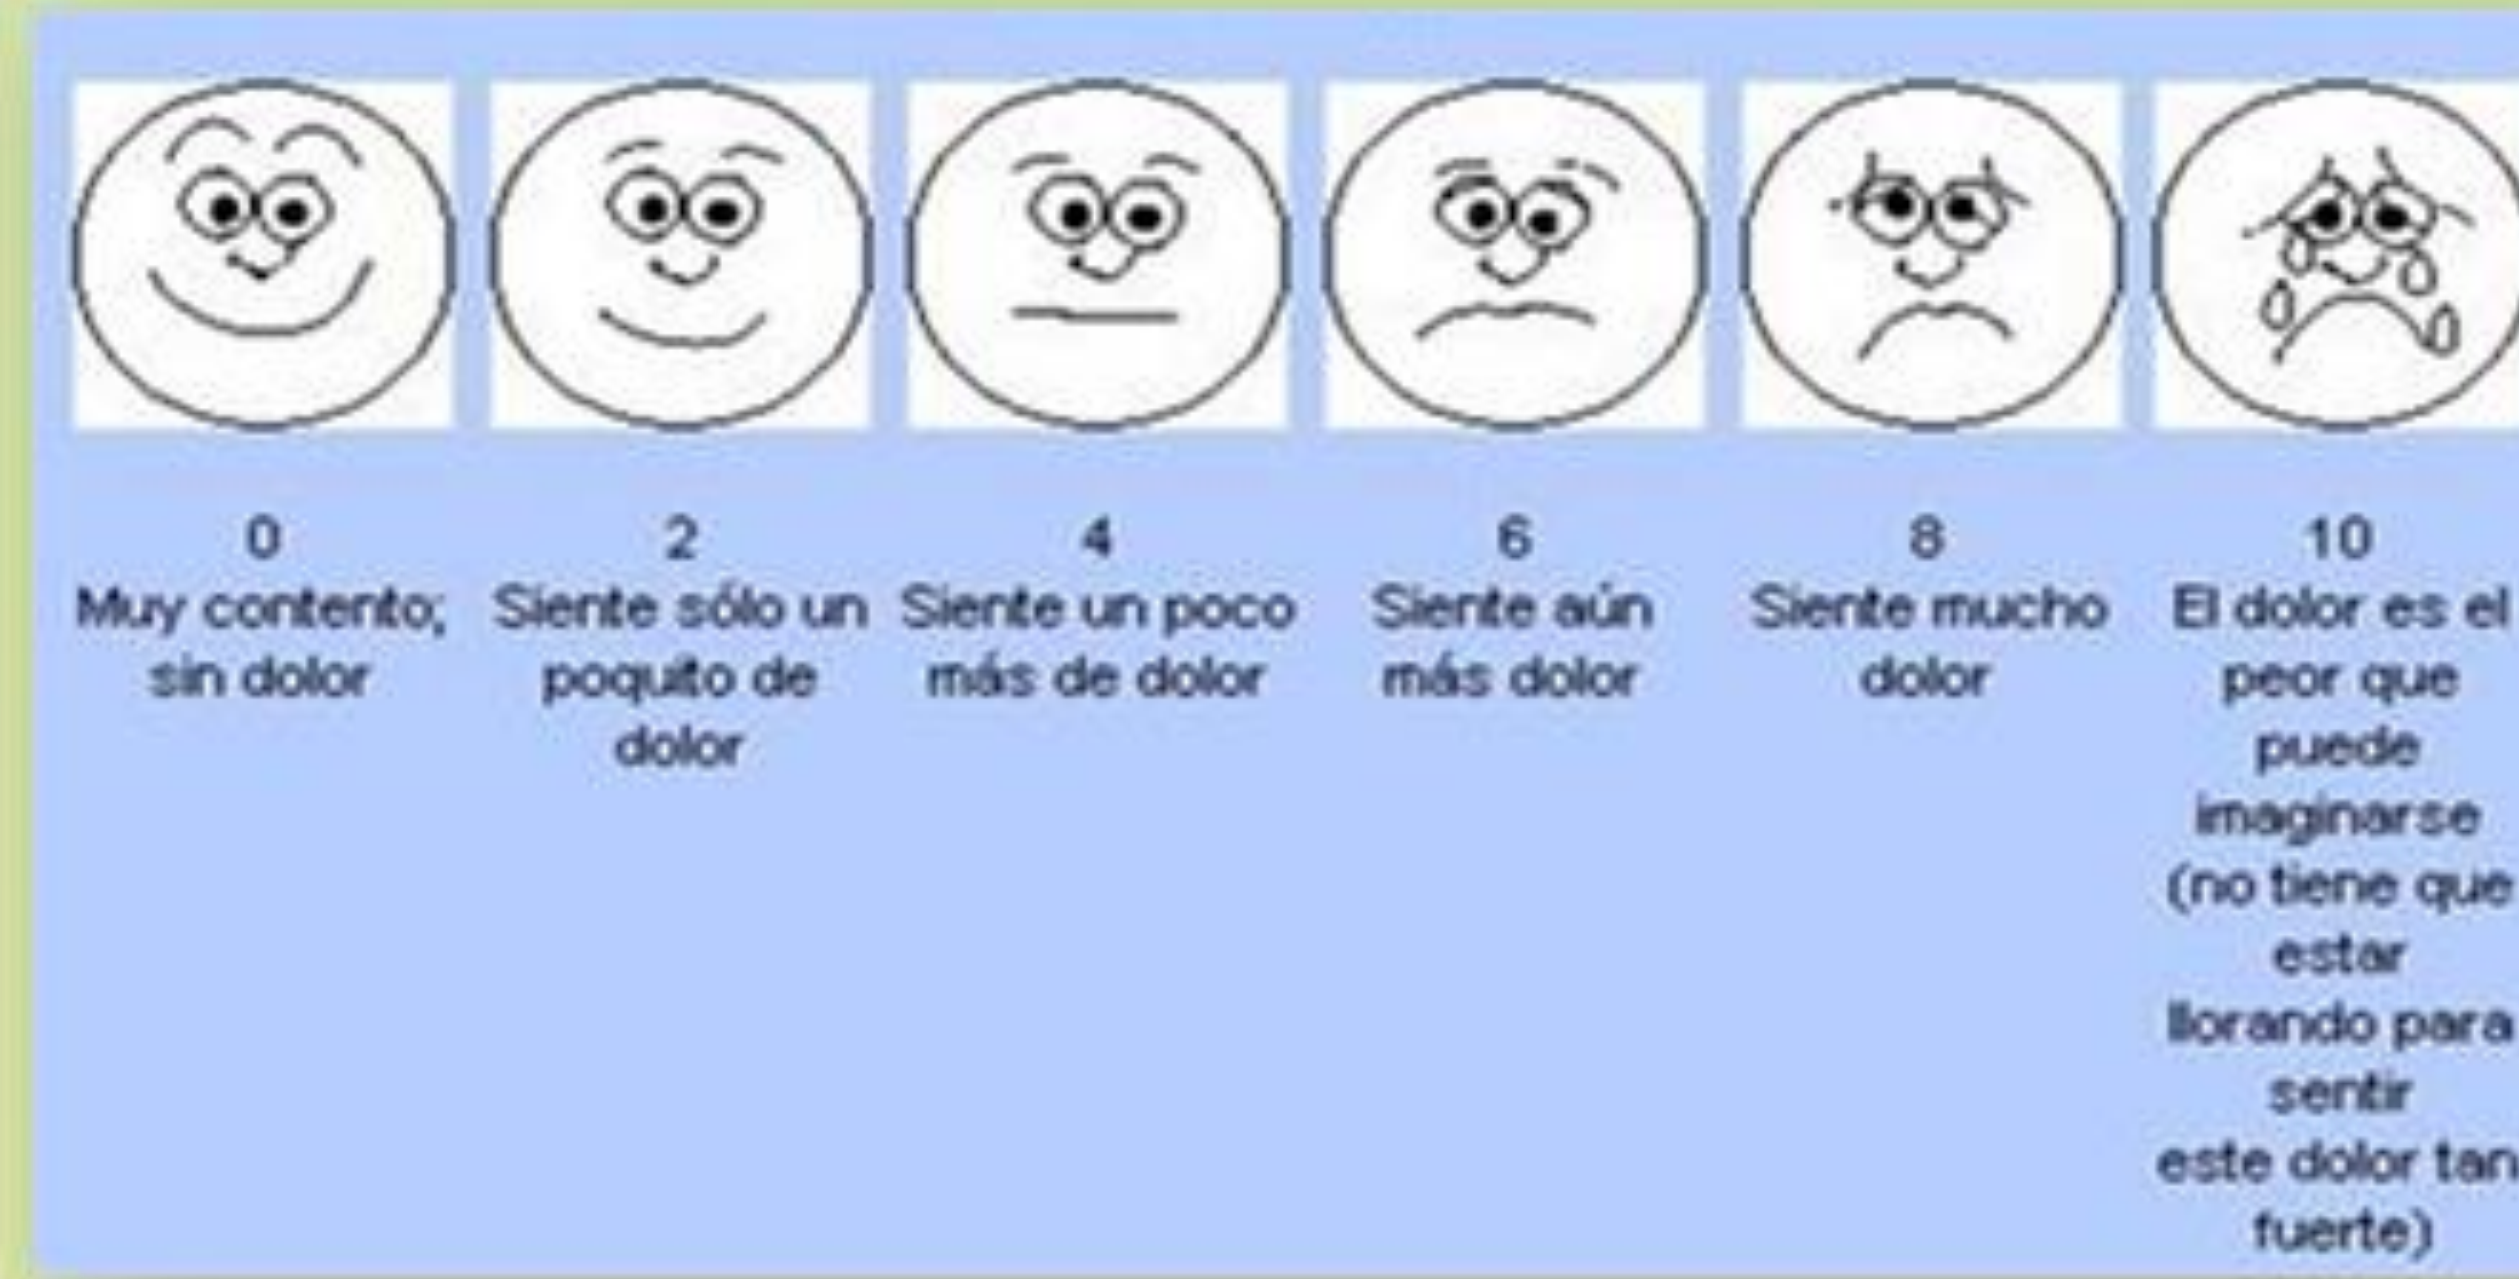 0
Muy contento;
sin dolor
2
Siente sólo un
poquito de
dolor
4
Siente un poco
más de dolor
6
Siente aún
más dolor
8
Siente mucho
dolor
10
El dolor es el
peor que
puede
imaginarse
(no tiene que
estar
llorando para
sentir
este dolor tan
fuerte)